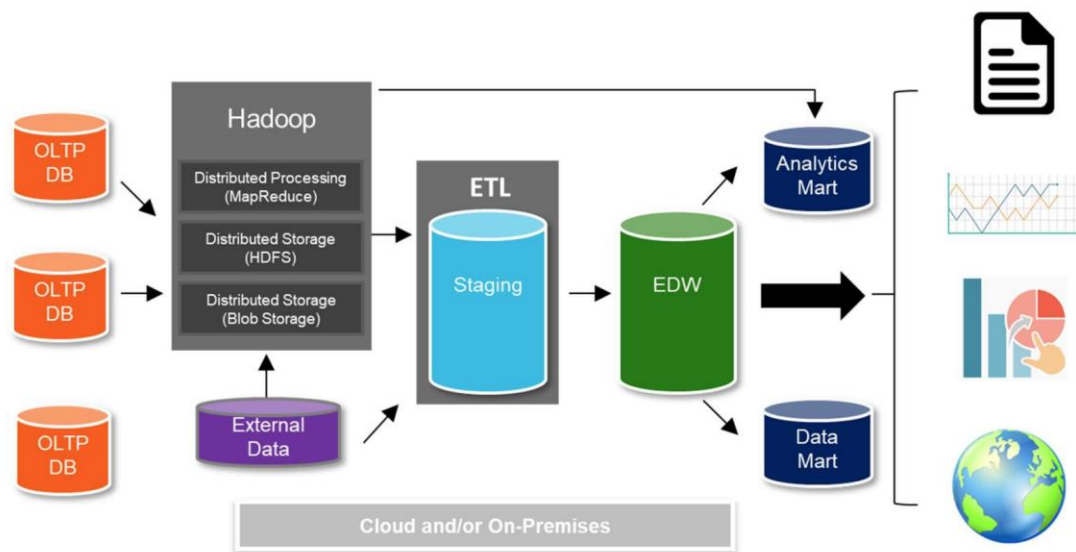 Hadoop
OLTP
DB
Distributed Processing
(MapReduce)
Distributed Storage
(HDFS)
Distributed Storage
(Blob Storage)
OLTP
DB
OLTP
DB
External
Data
ETL
Staging
EDW
Analytics
Mart
Data
Mart
Cloud and/or On-Premises